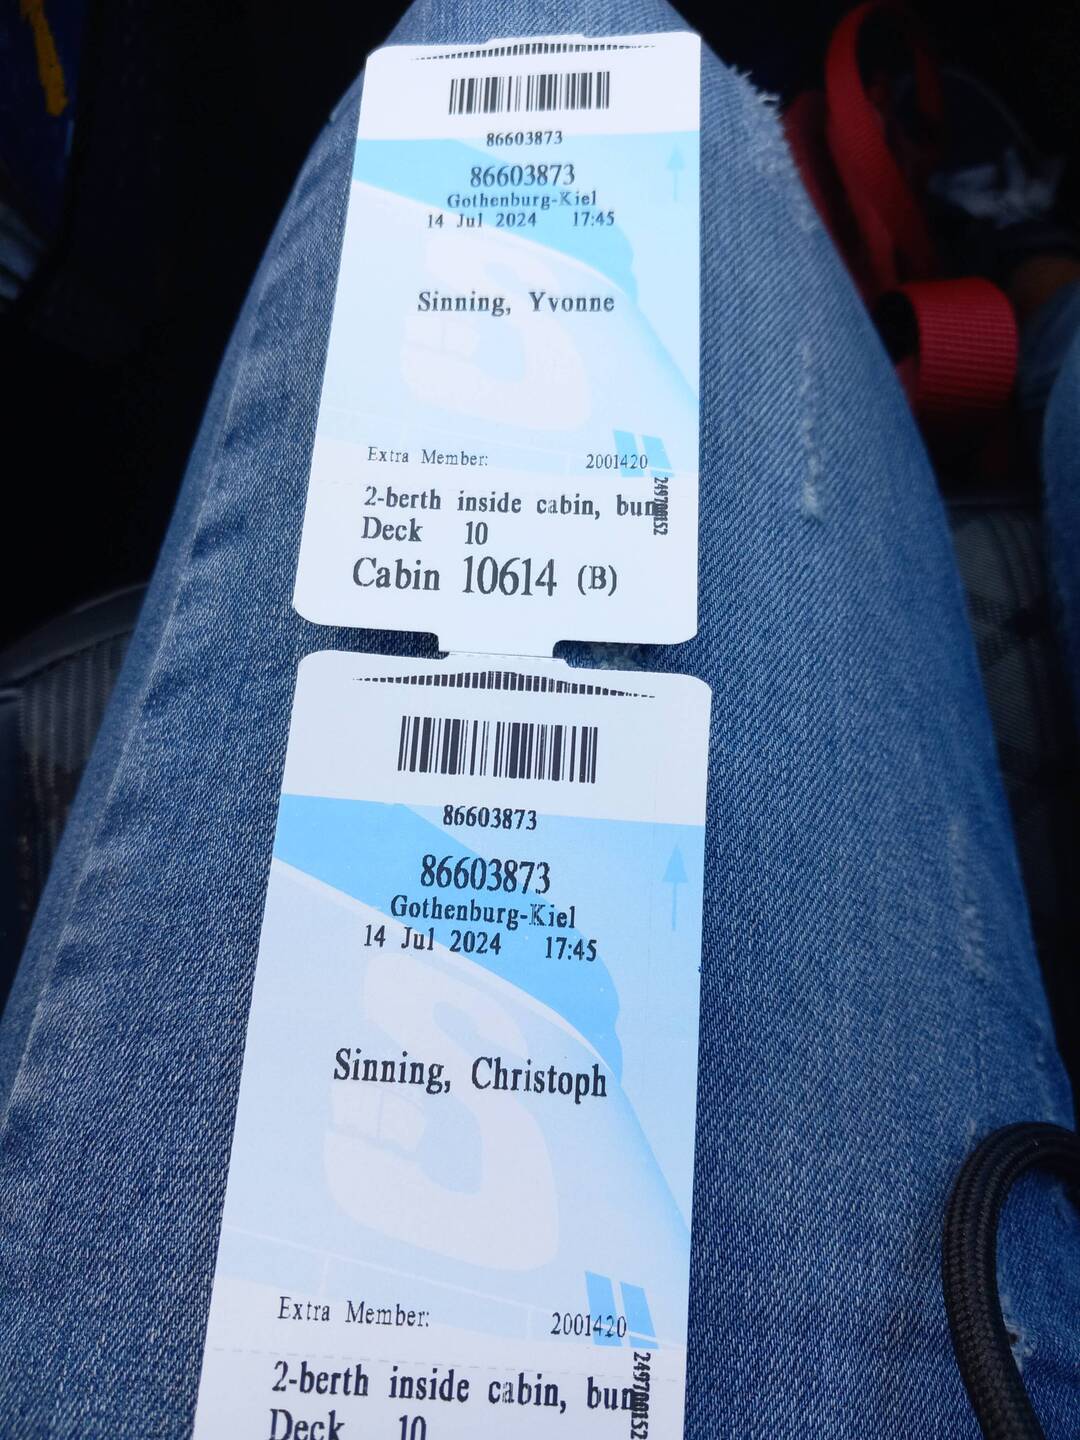 86603873
86603873
Gothenburg-Kiel
14 Jul 2024 17:45
Sinning, Yvonne
Extra Member: 2001420
2-berth inside cabin, bun
Deck 10
Cabin 10614 (B)
86603873
86603873
Gothenburg-Kiel
14 Jul 2024 17:45
Sinning, Christoph
Extra Member: 2001420
2-berth inside cabin, bun
Deck 10